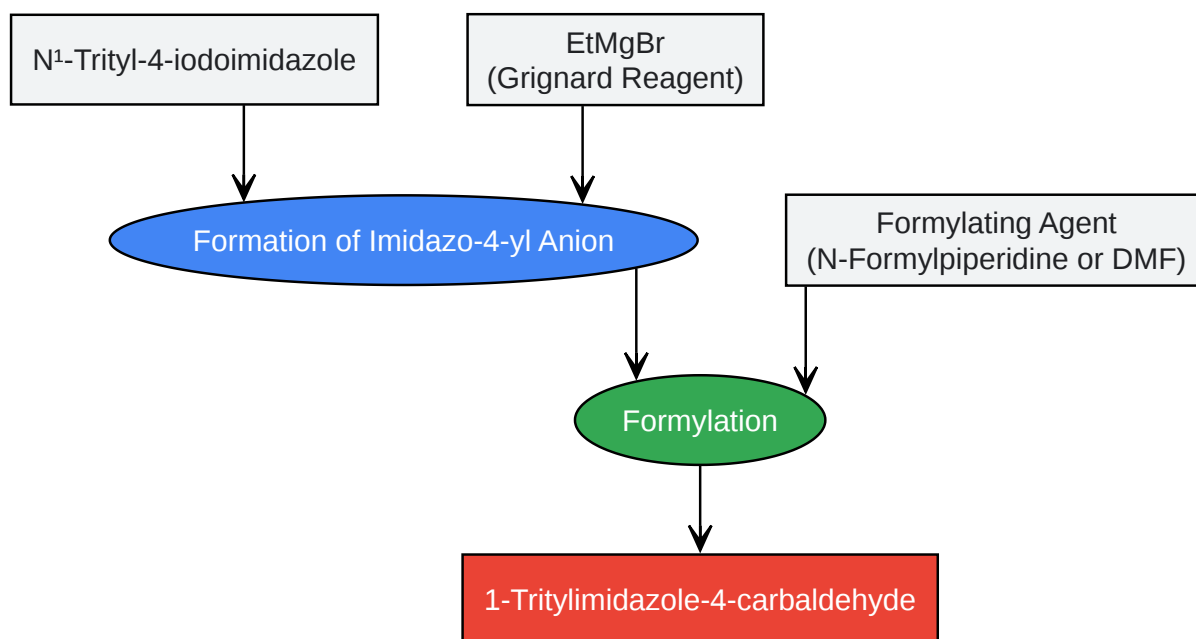 N¹-Trityl-4-iodoimidazole
EtMgBr
(Grignard Reagent)
Formation of Imidazo-4-yl Anion
Formylating Agent
(N-Formylpiperidine or DMF)
Formylation
1-Tritylimidazole-4-carbaldehyde